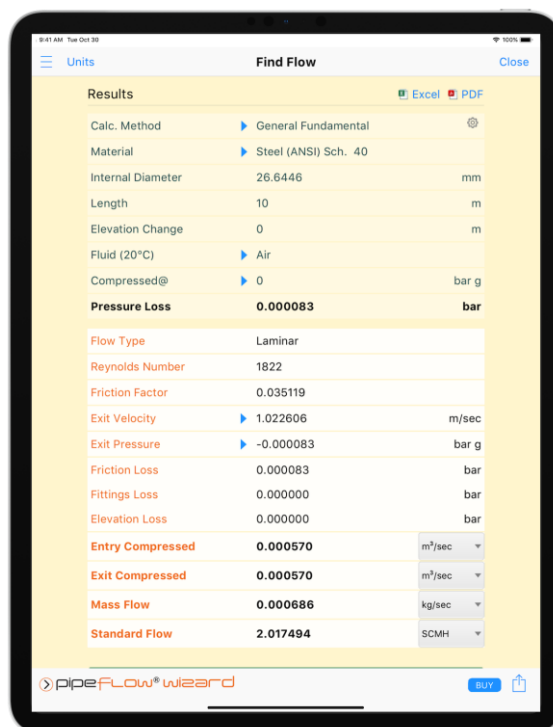 9:41 AM Tue Oct 30 100%
Units Find Flow Close
Results Excel PDF
Calc. Method General Fundamental
Material Steel (ANSI) Sch. 40
Internal Diameter 26.6446 mm
Length 10 m
Elevation Change 0 m
Fluid (20°C) Air
Compressed@ 0 bar g
Pressure Loss 0.000083 bar
Flow Type Laminar
Reynolds Number 1822
Friction Factor 0.035119
Exit Velocity 1.022606 m/sec
Exit Pressure -0.000083 bar g
Friction Loss 0.000083 bar
Fittings Loss 0.000000 bar
Elevation Loss 0.000000 bar
Entry Compressed 0.000570 m³/sec
Exit Compressed 0.000570 m³/sec
Mass Flow 0.000686 kg/sec
Standard Flow 2.017494 SCMH
pipeFLOW® wizard BUY